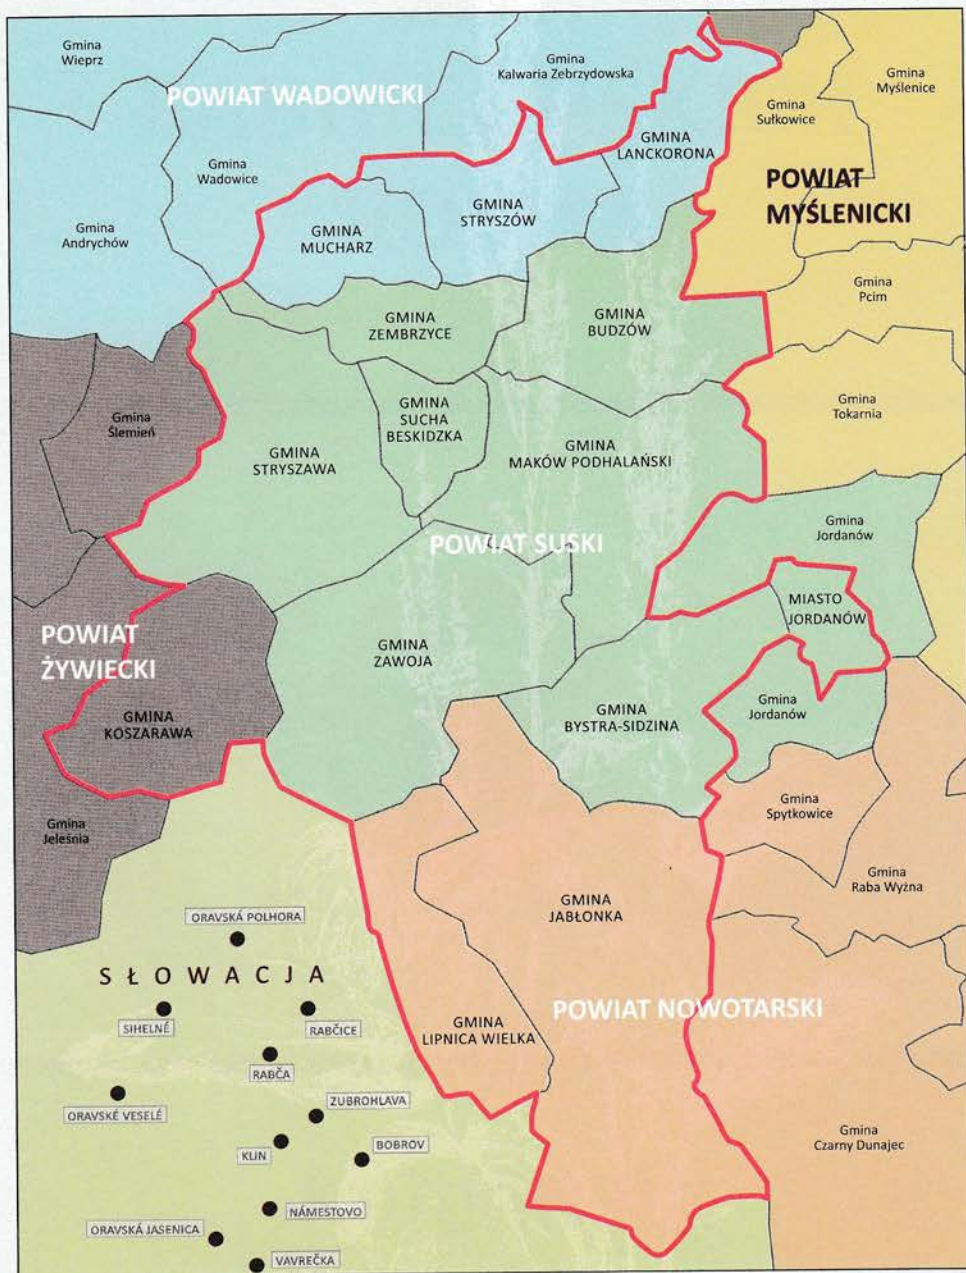 Gmina
Wieprz
Gmina
Kalwaria Zebrzydowska
Gmina
Myślenice
POWIAT WADOWICKI
Gmina
Sułkowice
GMINA
LANCKORONA
Gmina
Wadowice
POWIAT
MYŚLENICKI
GMINA
STRYSZÓW
Gmina
Andrychów
GMINA
MUCHARZ
Gmina
Pcim
GMINA
ZEMBRZYCE
GMINA
BUDZÓW
Gmina
Ślemień
GMINA
SUCHA
BESKIDZKA
Gmina
Tokarnia
GMINA
STRYSZAWA
GMINA
MAKÓW PODHALAŃSKI
POWIAT SUSKI
Gmina
Jordanów
MIASTO
JORDANÓW
POWIAT
ŻYWIECKI
GMINA
ZAWOJA
GMINA
KOSZARAWA
GMINA
BYSTRA-SIDZINA
Gmina
Jordanów
Gmina
Jeleśnia
Gmina
Spytkowice
Gmina
Raba Wyżna
GMINA
JABŁONKA
ORAVSKÁ POLHORA
SŁOWACJA
POWIAT NOWOTARSKI
SIHELNÉ
RABČICE
GMINA
LIPNICA WIELKA
RABČA
ORAVSKÉ VESELÉ
ZUBROHLAVA
KLIN
BOBROV
Gmina
Czarny Dunajec
NÁMESTOVO
ORAVSKÁ JASENICA
VAVREČKA